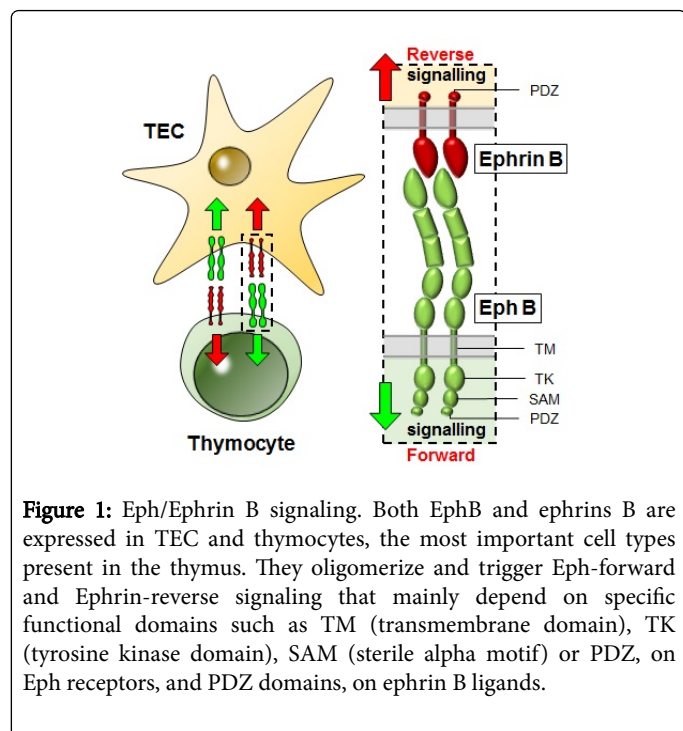 Reverse
signalling
PDZ
TEC
Ephrin B
Eph B
TM
TK
SAM
PDZ
signalling
Forward
Thymocyte
Figure 1: Eph/Ephrin B signaling. Both EphB and ephrins B are
expressed in TEC and thymocytes, the most important cell types
present in the thymus. They oligomerize and trigger Eph-forward
and Ephrin-reverse signaling that mainly depend on specific
functional domains such as TM (transmembrane domain), TK
(tyrosine kinase domain), SAM (sterile alpha motif) or PDZ, on
Eph receptors, and PDZ domains, on ephrin B ligands.